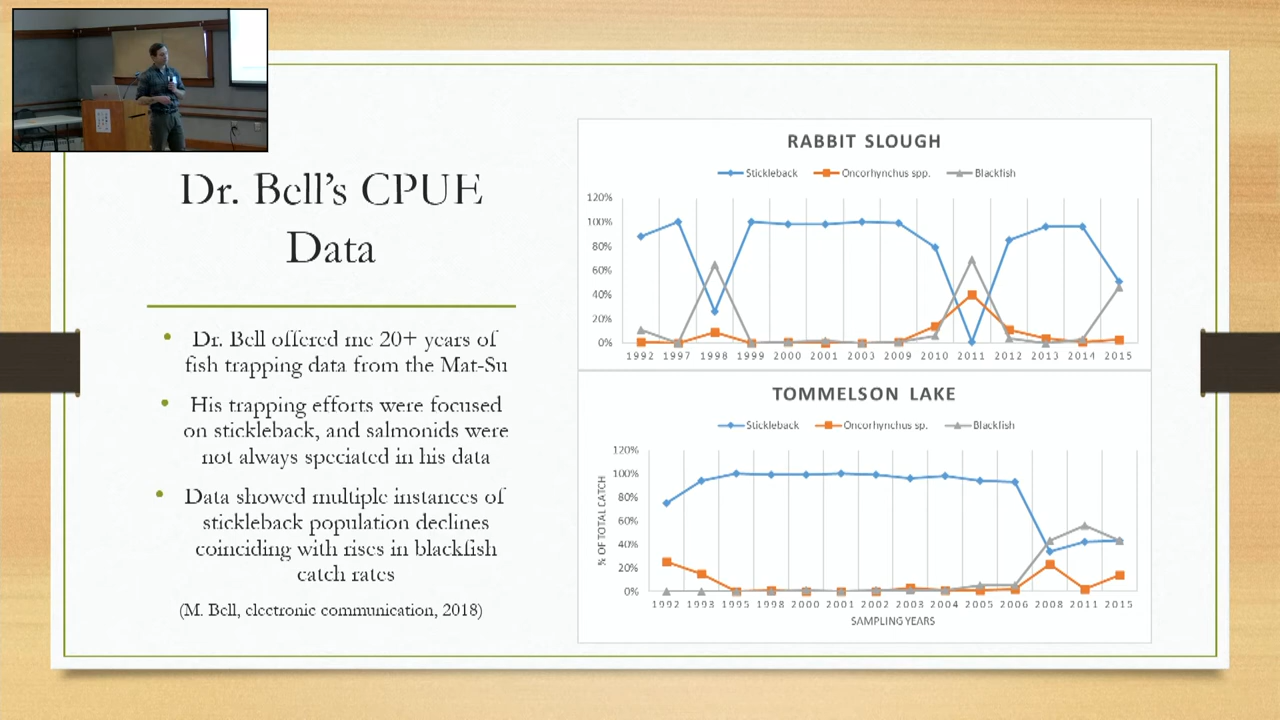 Dr. Bell's CPUE
Data
• Dr. Bell offered me 20+ years of
fish trapping data from the Mat-Su
• His trapping efforts were focused
on stickleback, and salmonids were
not always speciated in his data
• Data showed multiple instances of
stickleback population declines
coinciding with rises in blackfish
catch rates
(M. Bell, electronic communication, 2018)
RABBIT SLOUGH
Stickleback Oncorhynchus spp. Blackfish
120%
100%
80%
60%
40%
20%
0%
1992 1997 1998 1999 2000 2001 2003 2009 2010 2011 2012 2013 2014 2015
TOMMELSON LAKE
Stickleback Oncorhynchus sp. Blackfish
% OF TOTAL CATCH
120%
100%
80%
60%
40%
20%
0%
1992 1993 1995 1998 2000 2001 2002 2003 2004 2005 2006 2008 2011 2015
SAMPLING YEARS